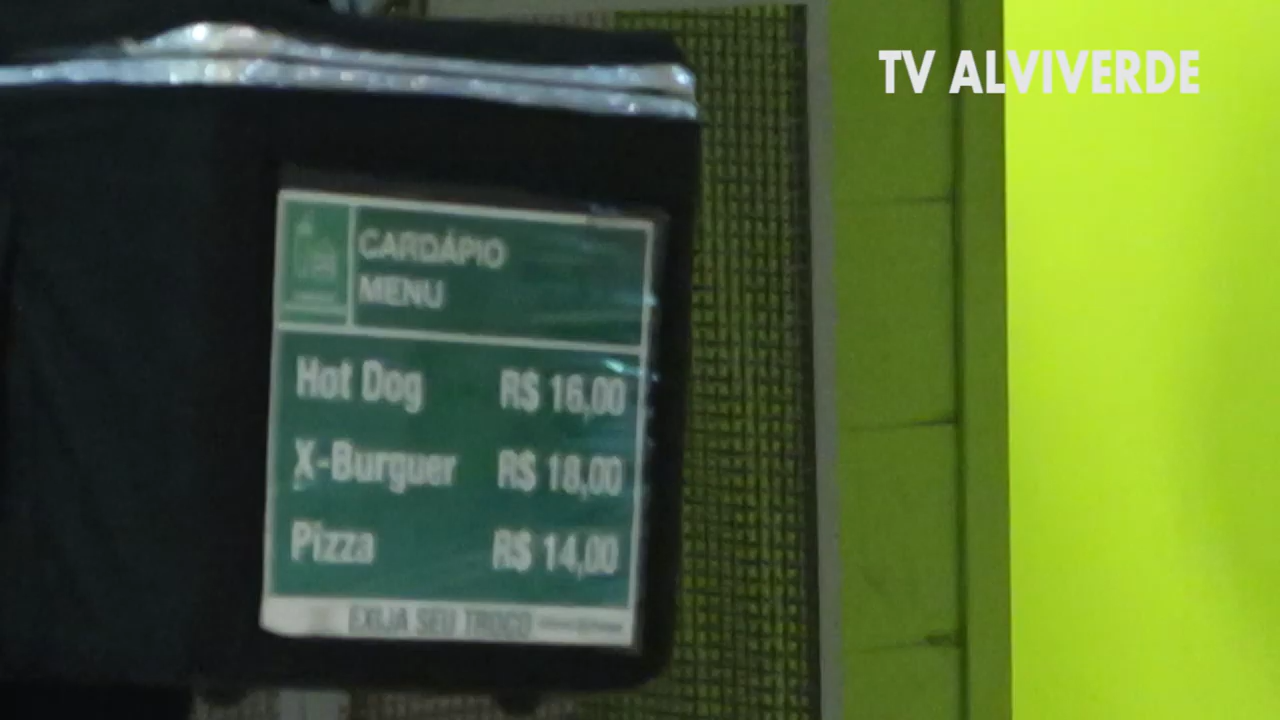 TV ALVIVERDE
CARDÁPIO
MENU
Hot Dog R$ 16,00
X-Burguer R$ 18,00
Pizza R$ 14,00
EXIJA SEU TROCO